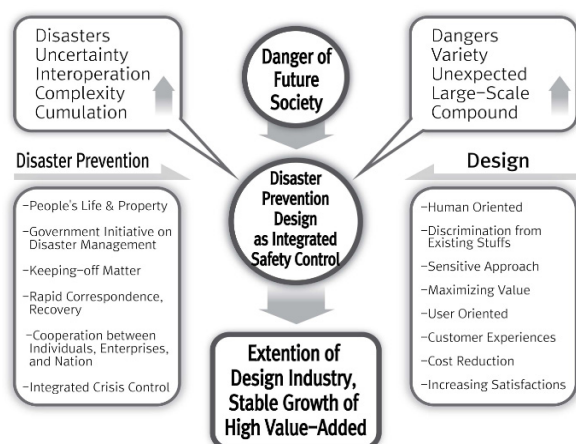 Disasters
Uncertainty
Interoperation
Complexity
Cumulation
Danger of
Future
Society
Dangers
Variety
Unexpected
Large-Scale
Compound
Disaster Prevention
Design
Disaster
Prevention
Design
as Integrated
Safety Control
-People's Life & Property
-Government Initiative on
Disaster Management
-Keeping-off Matter
-Rapid Correspondence,
Recovery
-Cooperation between
Individuals, Enterprises,
and Nation
-Integrated Crisis Control
-Human Oriented
-Discrimination from
Existing Stuffs
-Sensitive Approach
-Maximizing Value
-User Oriented
-Customer Experiences
-Cost Reduction
-Increasing Satisfactions
Extention of
Design Industry,
Stable Growth of
High Value-Added